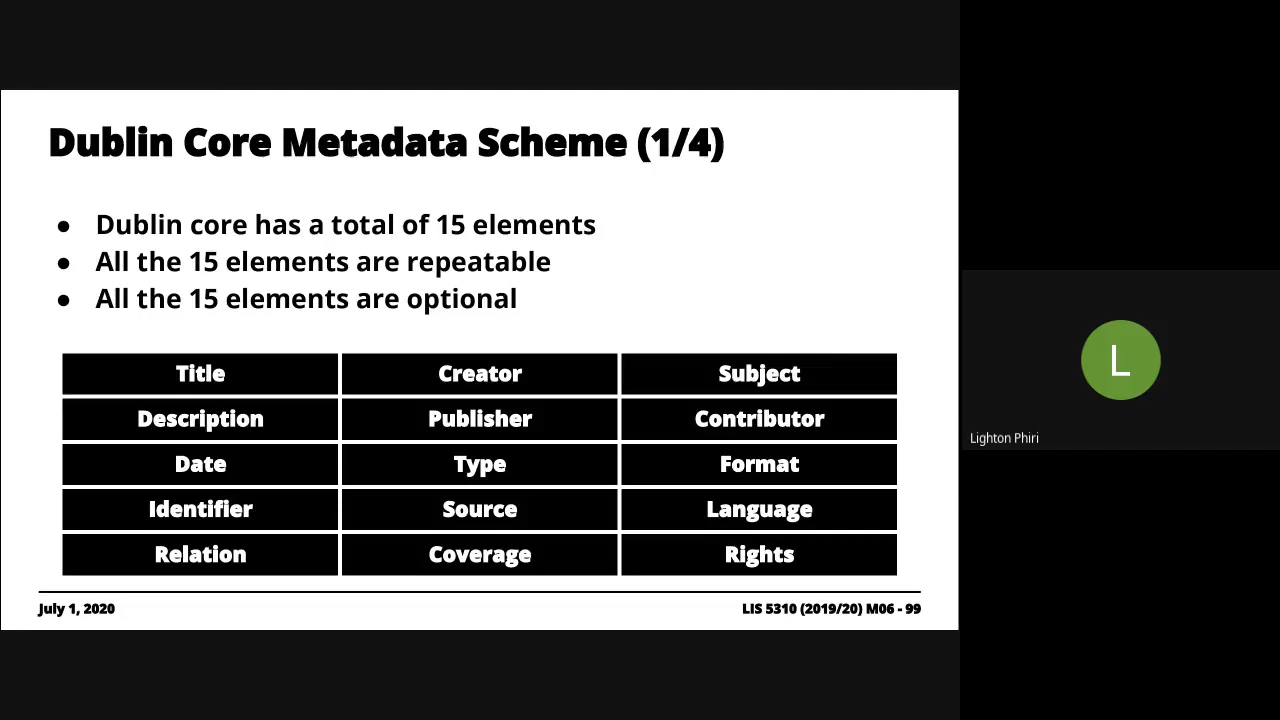 Dublin Core Metadata Scheme (1/4)
● Dublin core has a total of 15 elements
● All the 15 elements are repeatable
● All the 15 elements are optional
Title Creator Subject
Description Publisher Contributor
Date Type Format
Identifier Source Language
Relation Coverage Rights
July 1, 2020 LIS 5310 (2019/20) M06 - 99
L
Lighton Phiri